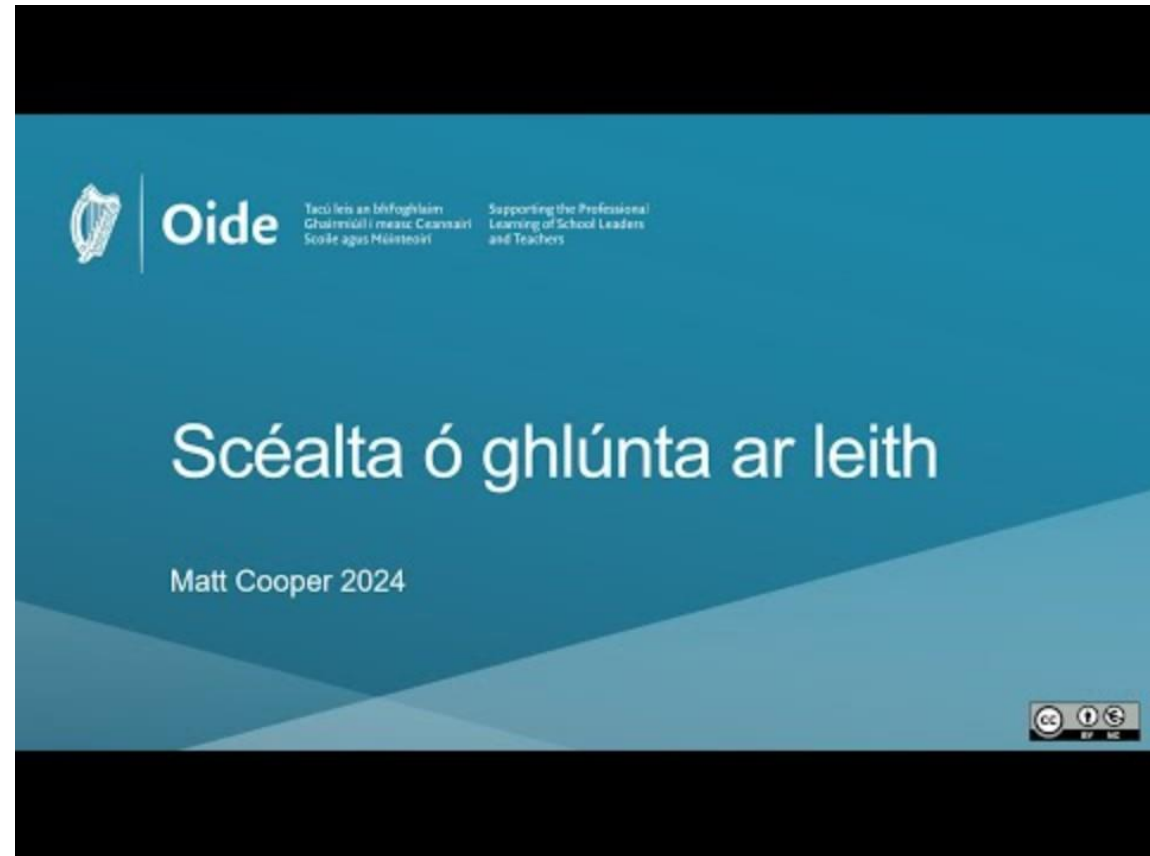 Oide
Tacú leis an bhFoghlaim
Ghairmiúil i measc Ceannairí
Scoile agus Múinteoirí
Supporting the Professional
Learning of School Leaders
and Teachers
Scéalta ó ghlúnta ar leith
Matt Cooper 2024
cc
BY NC